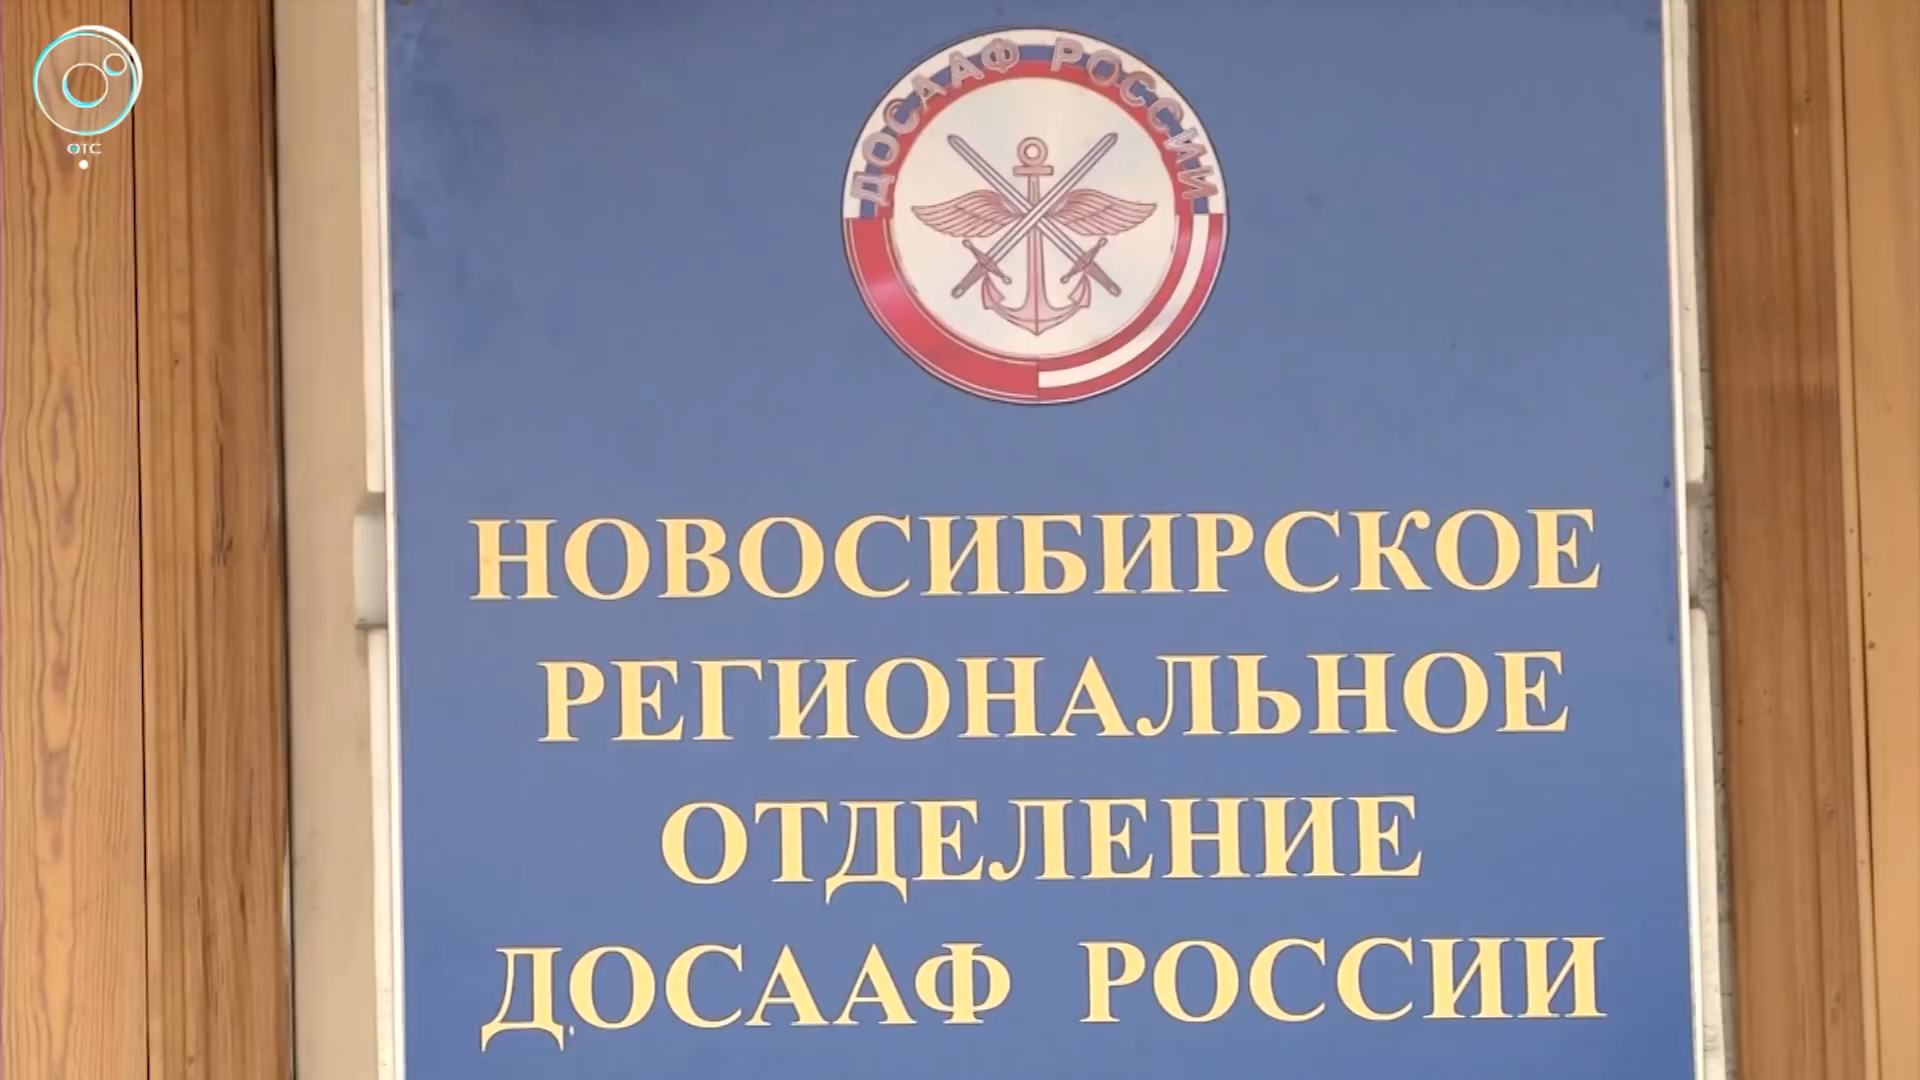 ОТС
ДОСААФ РОССИИ
НОВОСИБИРСКОЕ
РЕГИОНАЛЬНОЕ
ОТДЕЛЕНИЕ
ДОСААФ РОССИИ